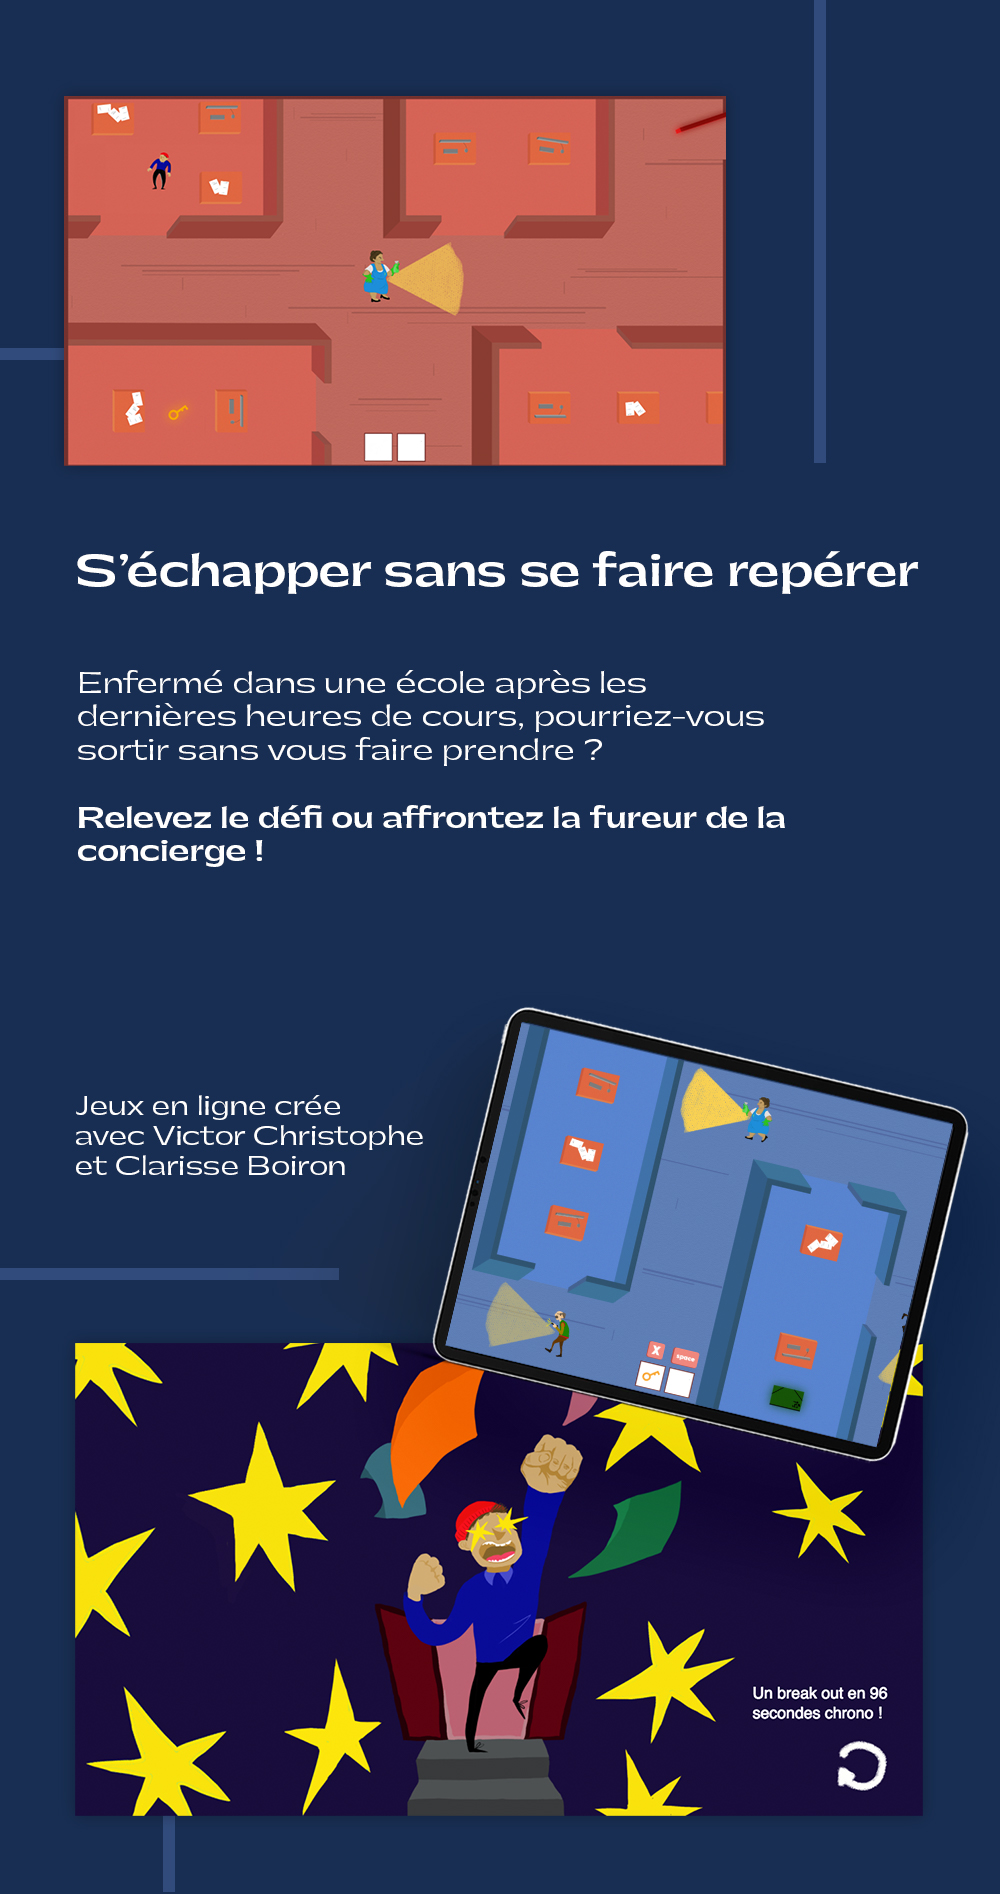 S’échapper sans se faire repérer
Enfermé dans une école après les
dernières heures de cours, pourriez-vous
sortir sans vous faire prendre ?
Relevez le défi ou affrontez la fureur de la
concierge !
Jeux en ligne crée
avec Victor Christophe
et Clarisse Boiron
X
space
Un break out en 96
secondes chrono !